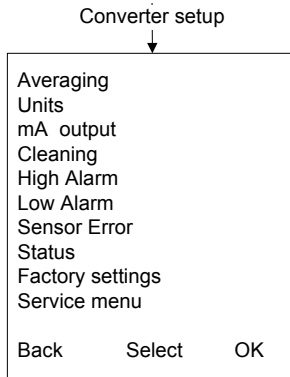 Converter setup
Averaging
Units
mA output
Cleaning
High Alarm
Low Alarm
Sensor Error
Status
Factory settings
Service menu
Back Select OK